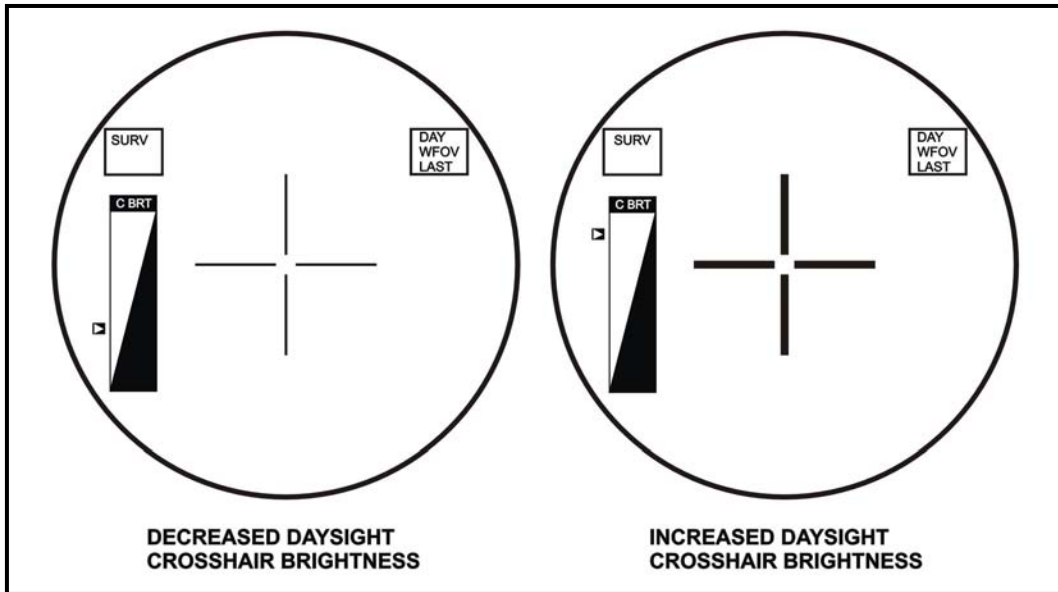 SURV
DAY
WFOV
LAST
C BRT
DECREASED DAYSIGHT
CROSSHAIR BRIGHTNESS
SURV
DAY
WFOV
LAST
C BRT
INCREASED DAYSIGHT
CROSSHAIR BRIGHTNESS